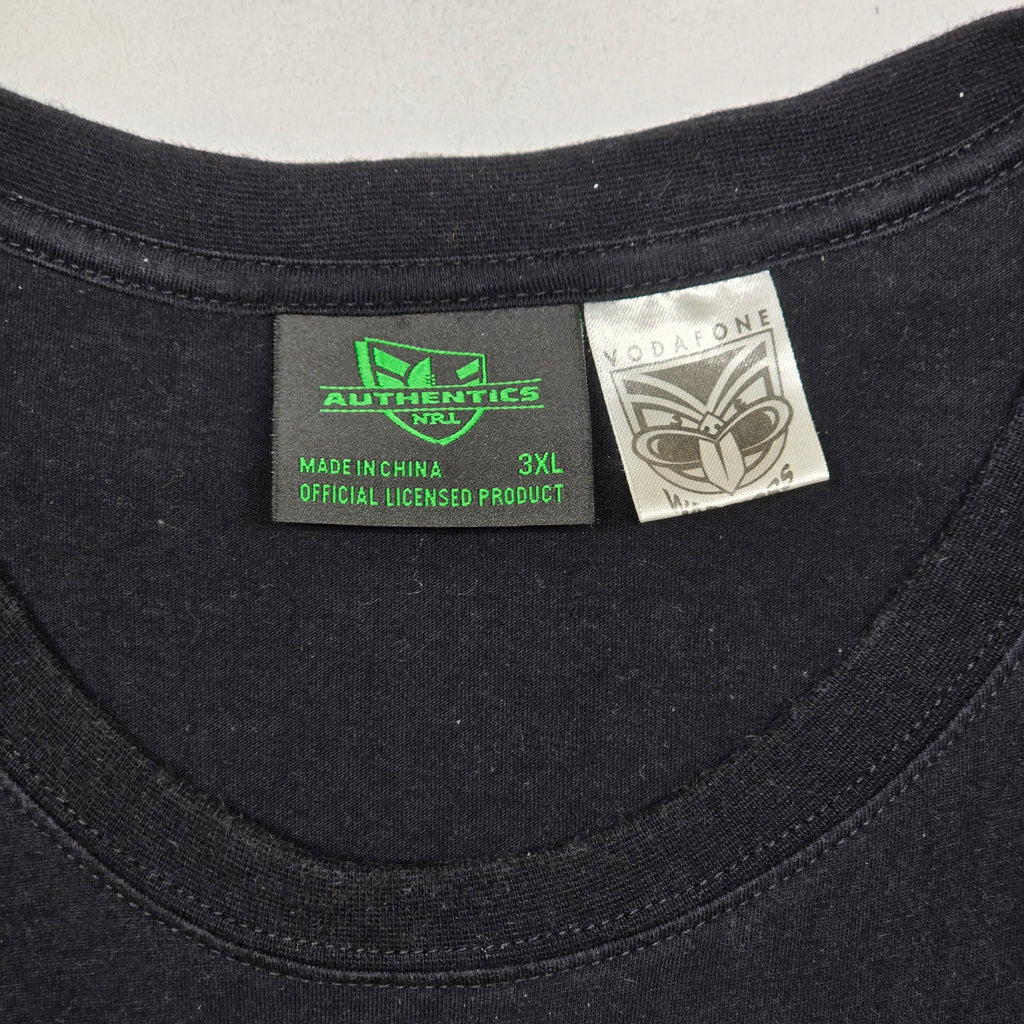 AUTHENTICS
NRL
MADE IN CHINA 3XL
OFFICIAL LICENSED PRODUCT
VODAFONE